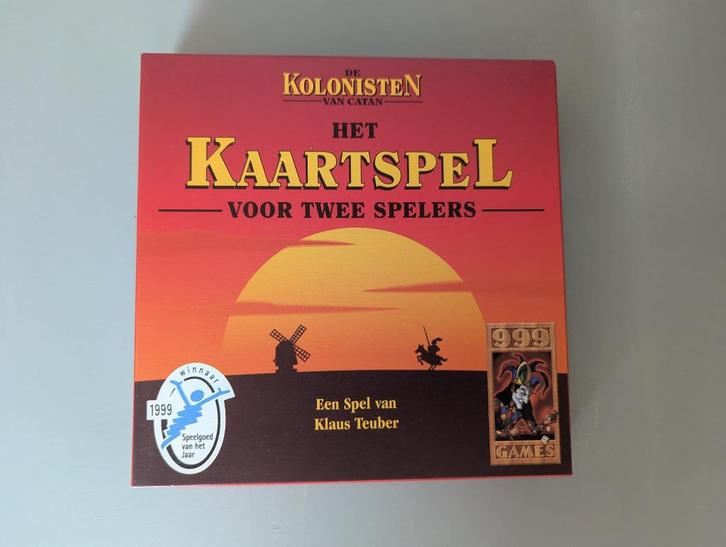 DE
KOLONISTEN
VAN CATAN
HET
KAARTSPEL
VOOR TWEE SPELERS
Een Spel van
Klaus Teuber
winnaar
1999
Speelgoed
van het
Jaar
999
GAMES